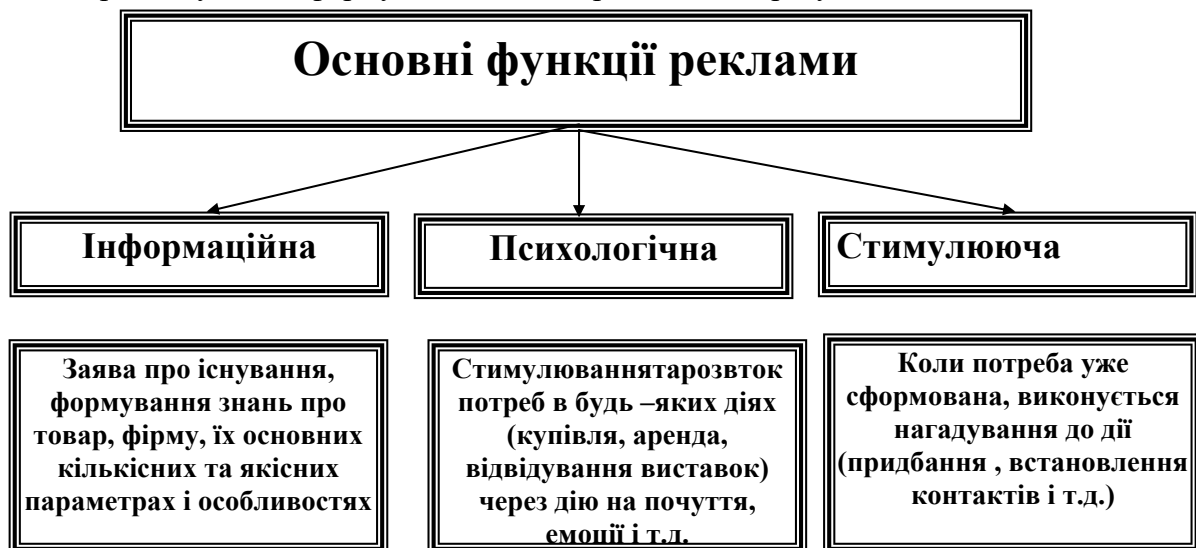 Основні функції реклами
Інформаційна
Психологічна
Стимулююча
Заява про існування,
формування знань про
товар, фірму, їх основних
кількісних та якісних
параметрах і особливостях
Стимулюваннятарозвток
потреб в будь –яких діях
(купівля, аренда,
відвідування виставок)
через дію на почуття,
емоції і т.д.
Коли потреба уже
сформована, виконується
нагадування до дії
(придбання , встановлення
контактів і т.д.)